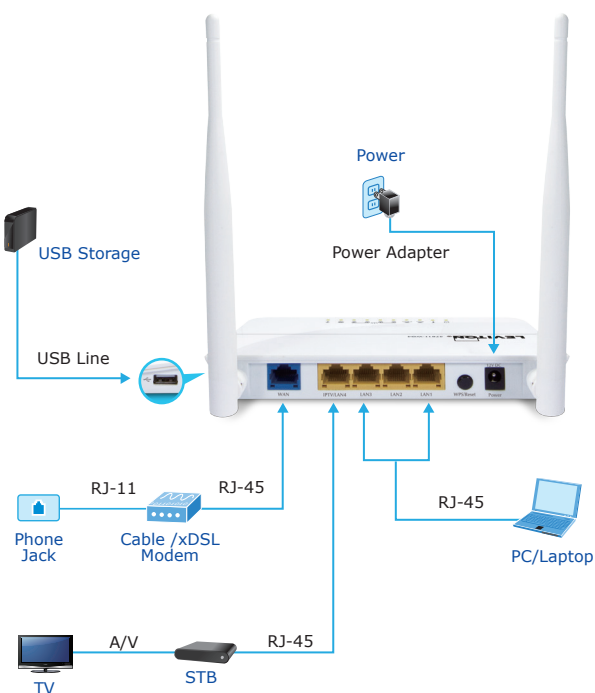 Power
Power Adapter
USB Storage
USB Line
LEVITON
WAN
IPTV/LAN4
LAN3
LAN2
LAN1
WPS/Reset
Power
RJ-11
RJ-45
RJ-45
Phone
Jack
Cable /xDSL
Modem
PC/Laptop
A/V
RJ-45
TV
STB